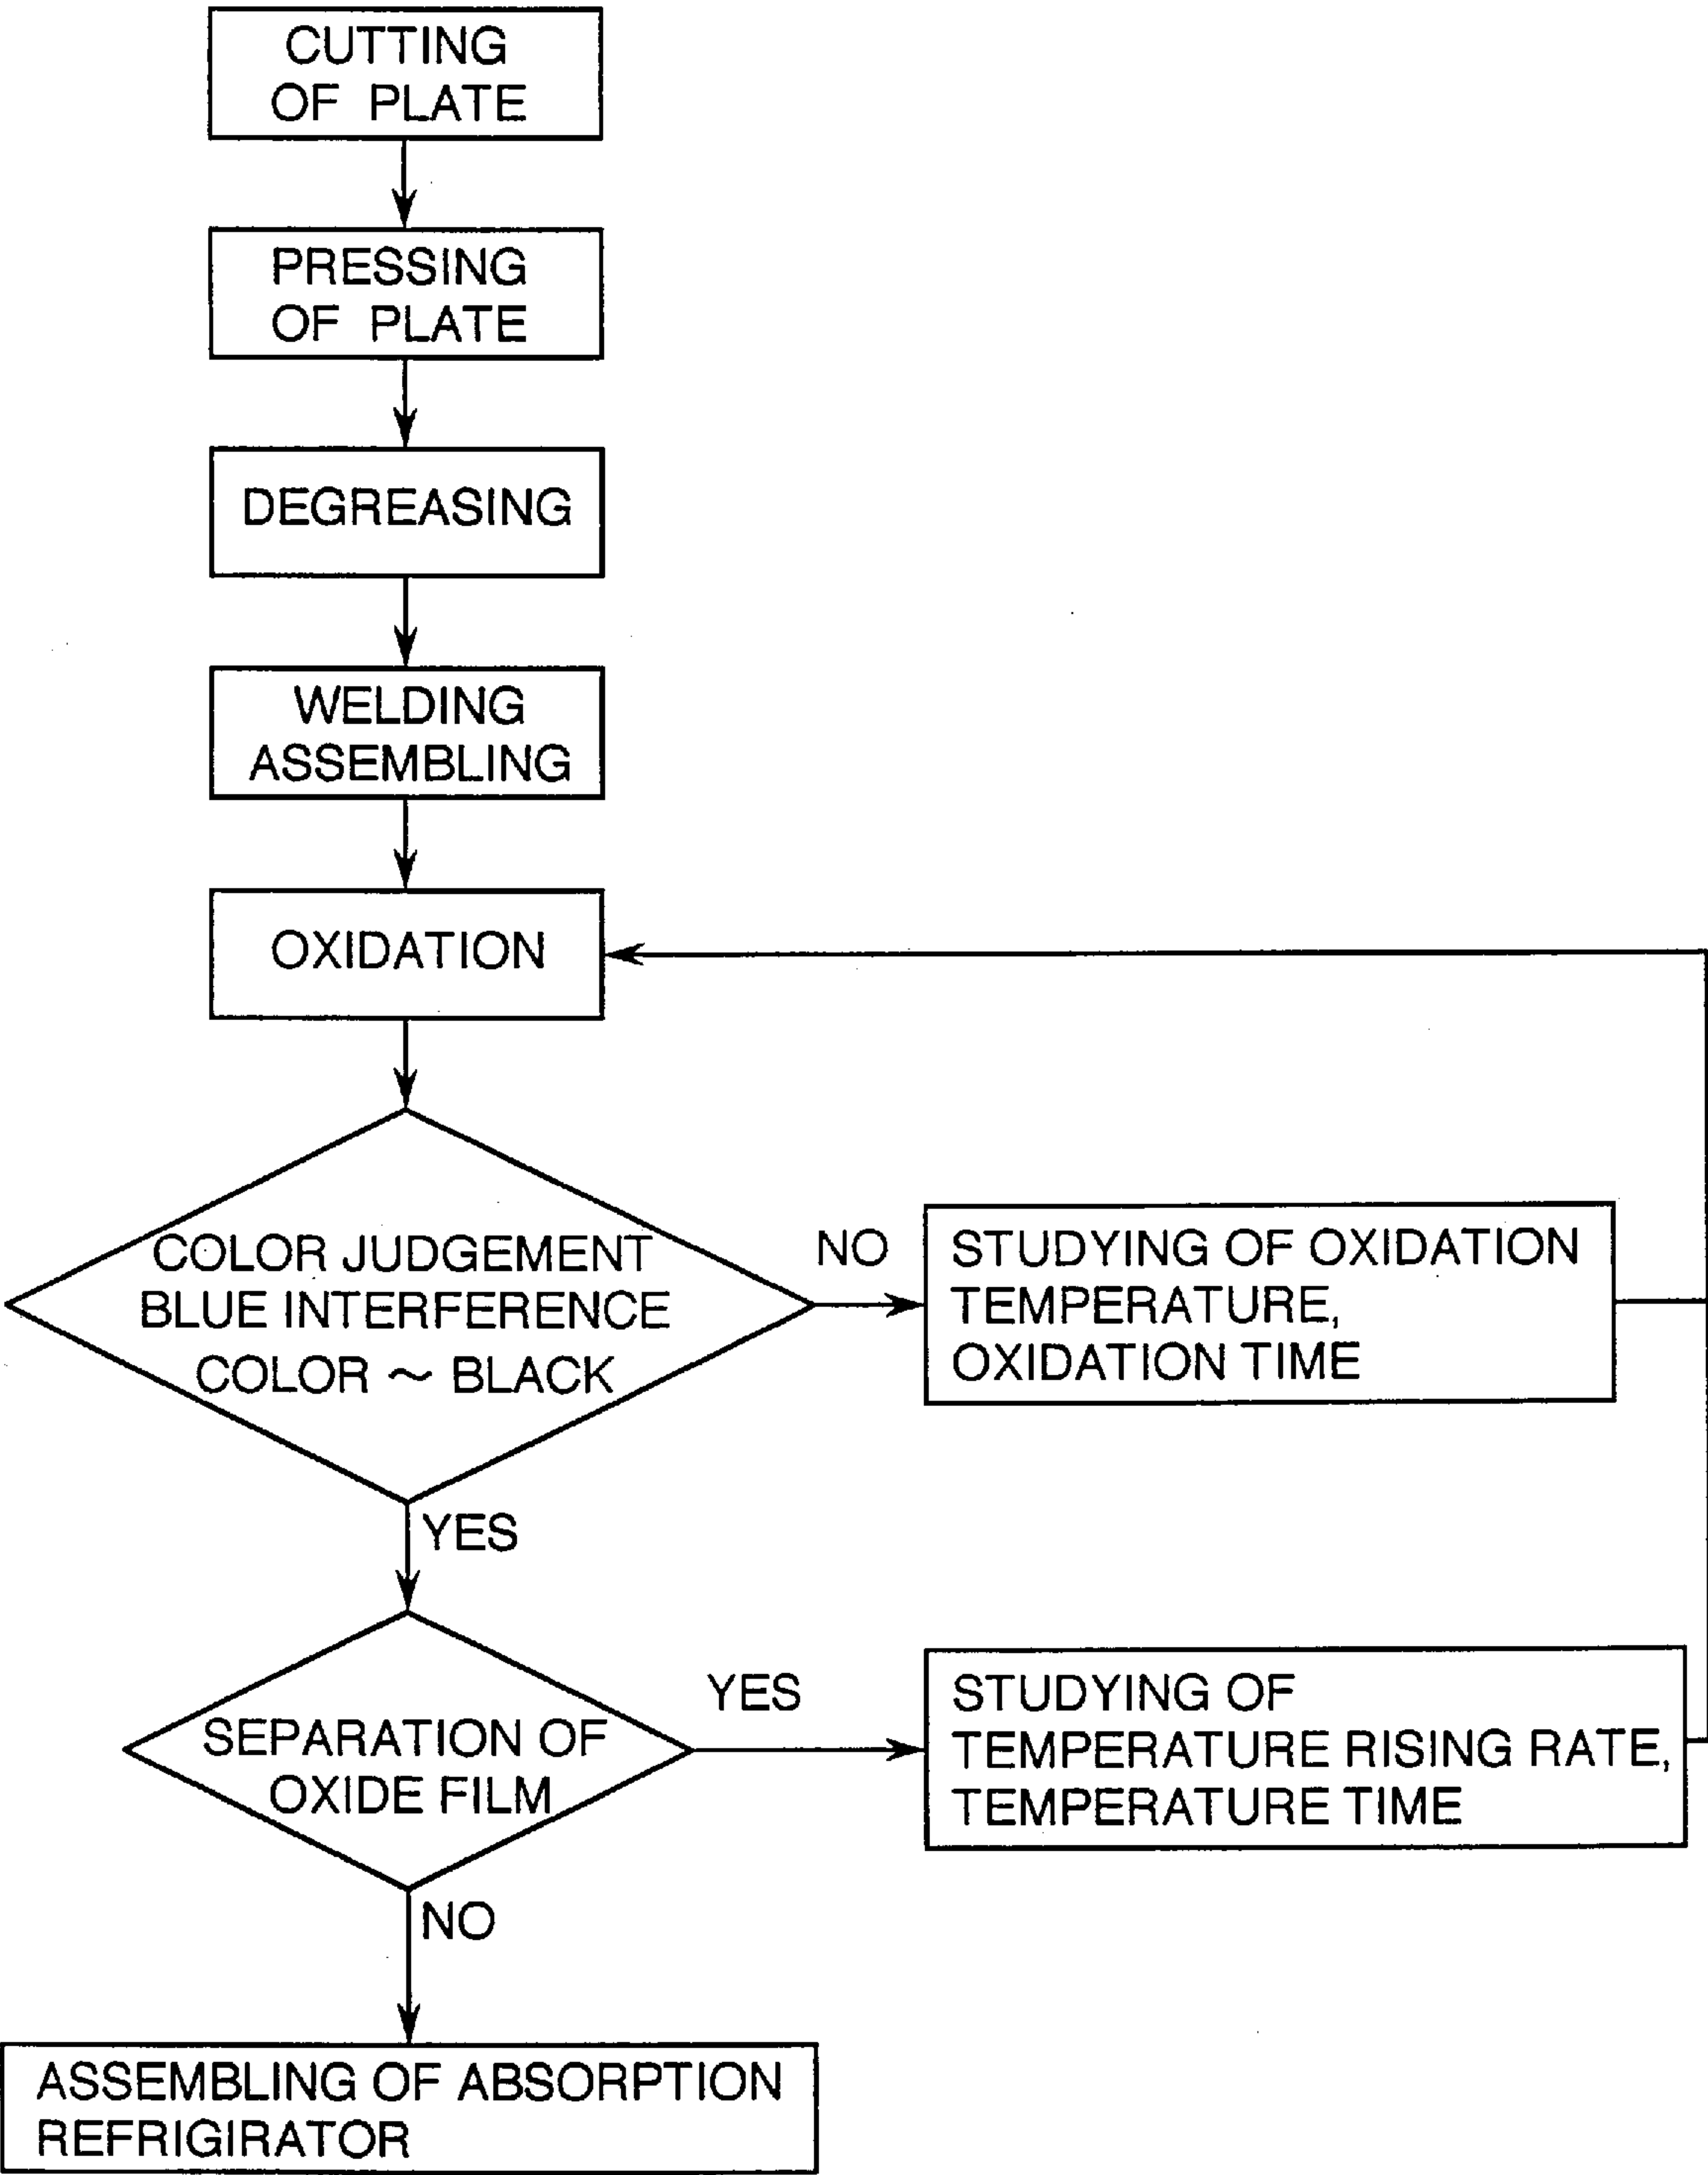 CUTTING
OF PLATE
PRESSING
OF PLATE
DEGREASING
WELDING
ASSEMBLING
OXIDATION
COLOR JUDGEMENT
BLUE INTERFERENCE
COLOR ~ BLACK
NO
STUDYING OF OXIDATION
TEMPERATURE,
OXIDATION TIME
YES
SEPARATION OF
OXIDE FILM
YES
STUDYING OF
TEMPERATURE RISING RATE,
TEMPERATURE TIME
NO
ASSEMBLING OF ABSORPTION
REFRIGIRATOR